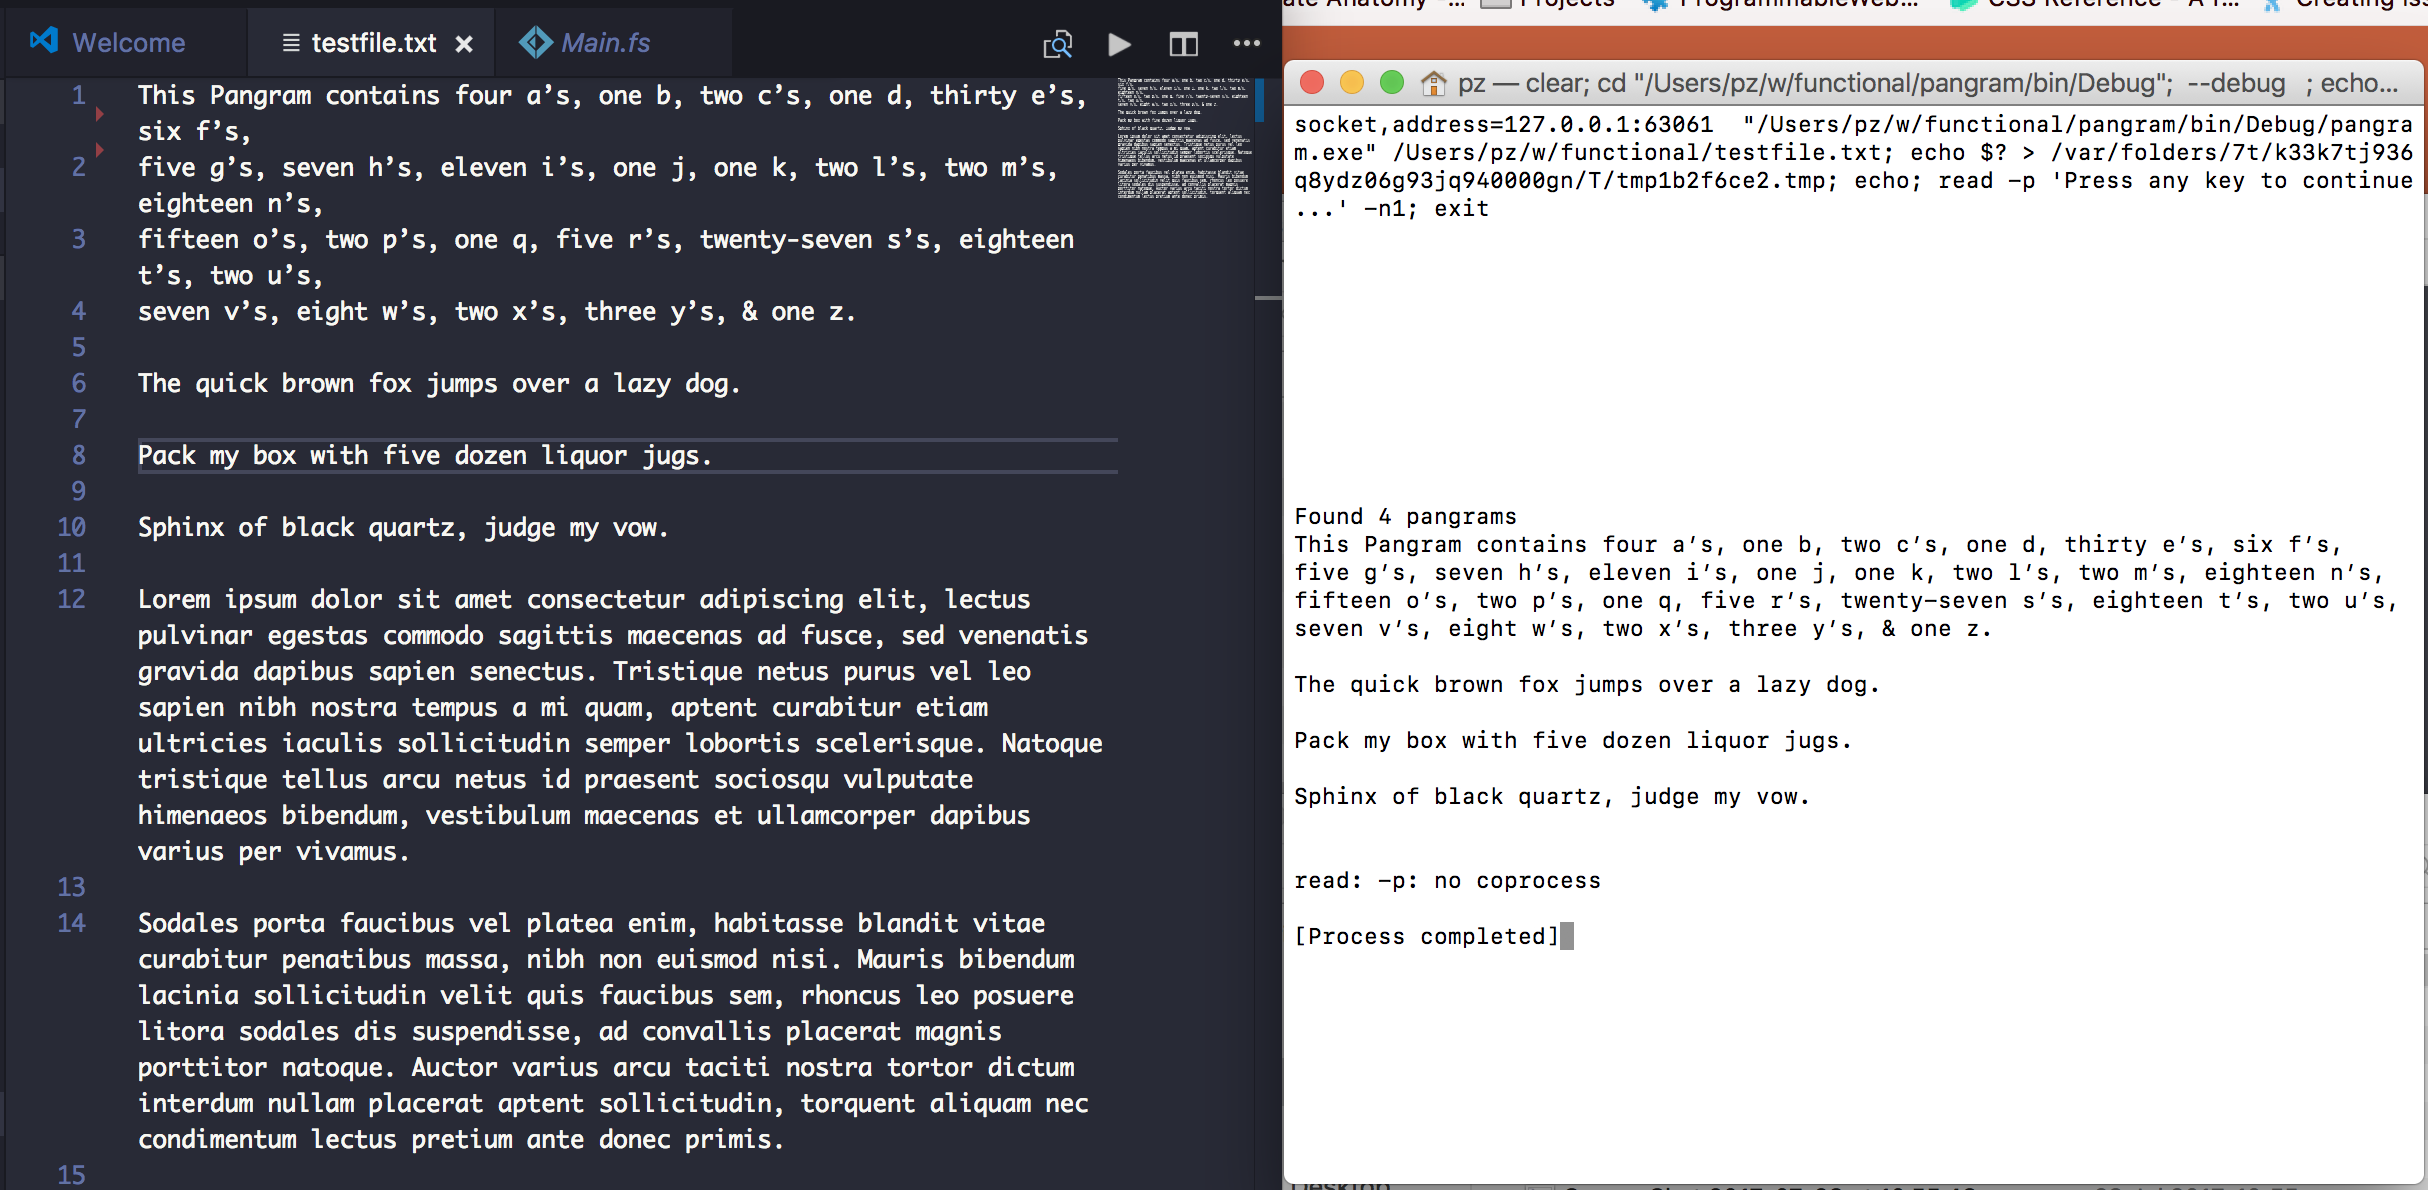 Welcome
testfile.txt
Main.fs
1 This Pangram contains four a’s, one b, two c’s, one d, thirty e’s,
six f’s,
2 five g’s, seven h’s, eleven i’s, one j, one k, two l’s, two m’s,
eighteen n’s,
3 fifteen o’s, two p’s, one q, five r’s, twenty-seven s’s, eighteen
t’s, two u’s,
4 seven v’s, eight w’s, two x’s, three y’s, & one z.
5
6 The quick brown fox jumps over a lazy dog.
7
8 Pack my box with five dozen liquor jugs.
9
10 Sphinx of black quartz, judge my vow.
11
12 Lorem ipsum dolor sit amet consectetur adipiscing elit, lectus
pulvinar egestas commodo sagittis maecenas ad fusce, sed venenatis
gravida dapibus sapien senectus. Tristique netus purus vel leo
sapien nibh nostra tempus a mi quam, aptent curabitur etiam
ultricies iaculis sollicitudin semper lobortis scelerisque. Natoque
tristique tellus arcu netus id praesent sociosqu vulputate
himenaeos bibendum, vestibulum maecenas et ullamcorper dapibus
varius per vivamus.
13
14 Sodales porta faucibus vel platea enim, habitasse blandit vitae
curabitur penatibus massa, nibh non euismod nisi. Mauris bibendum
lacinia sollicitudin velit quis faucibus sem, rhoncus leo posuere
litora sodales dis suspendisse, ad convallis placerat magnis
porttitor natoque. Auctor varius arcu taciti nostra tortor dictum
interdum nullam placerat aptent sollicitudin, torquent aliquam nec
condimentum lectus pretium ante donec primis.
15
Anatomy -... Projects ProgrammableWeb... CSS Reference - A f... Creating
pz — clear; cd "/Users/pz/w/functional/pangram/bin/Debug"; --debug ; echo...
socket,address=127.0.0.1:63061 "/Users/pz/w/functional/pangram/bin/Debug/pangra
m.exe" /Users/pz/w/functional/testfile.txt; echo $? > /var/folders/7t/k33k7tj936
q8ydz06g93jq940000gn/T/tmp1b2f6ce2.tmp; echo; read -p 'Press any key to continue
...' -n1; exit
Found 4 pangrams
This Pangram contains four a’s, one b, two c’s, one d, thirty e’s, six f’s,
five g’s, seven h’s, eleven i’s, one j, one k, two l’s, two m’s, eighteen n’s,
fifteen o’s, two p’s, one q, five r’s, twenty-seven s’s, eighteen t’s, two u’s,
seven v’s, eight w’s, two x’s, three y’s, & one z.
The quick brown fox jumps over a lazy dog.
Pack my box with five dozen liquor jugs.
Sphinx of black quartz, judge my vow.
read: -p: no coprocess
[Process completed]
Desktop